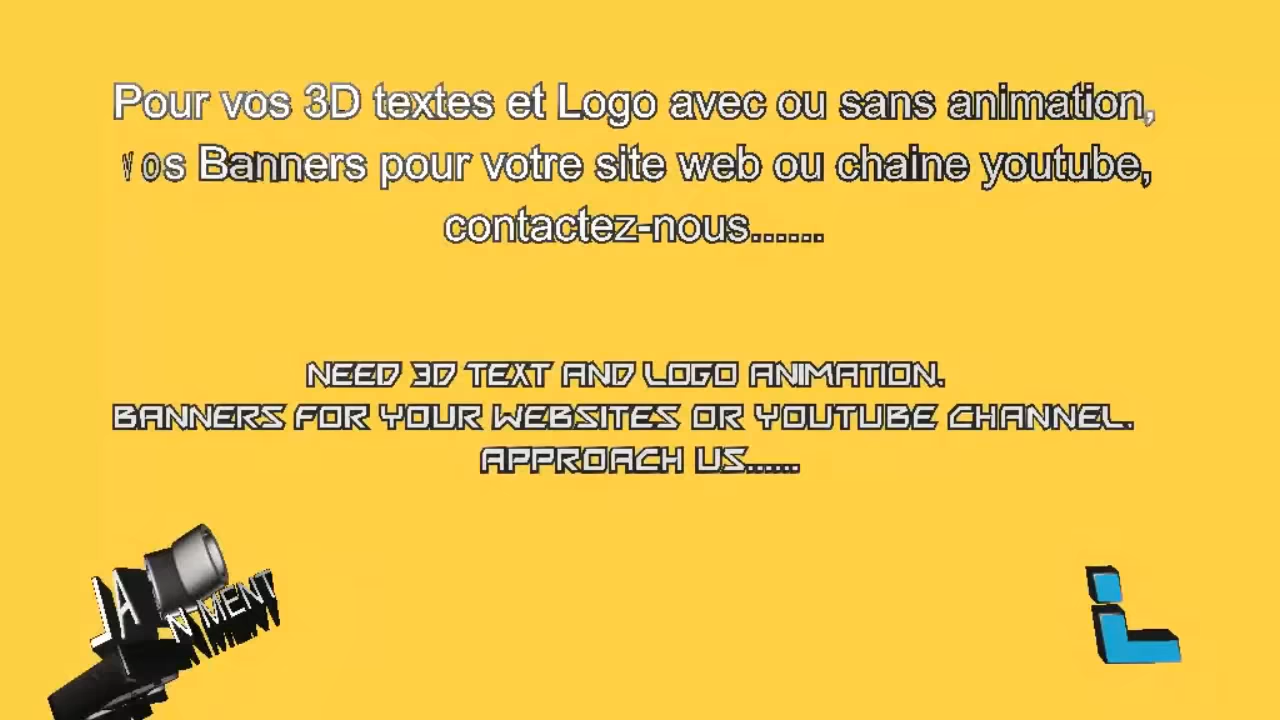 Pour vos 3D textes et Logo avec ou sans animation,
vos Banners pour votre site web ou chaine youtube,
contactez-nous......
NEED 3D TEXT AND LOGO ANIMATION.
BANNERS FOR YOUR WEBSITES OR YOUTUBE CHANNEL.
APPROACH US......